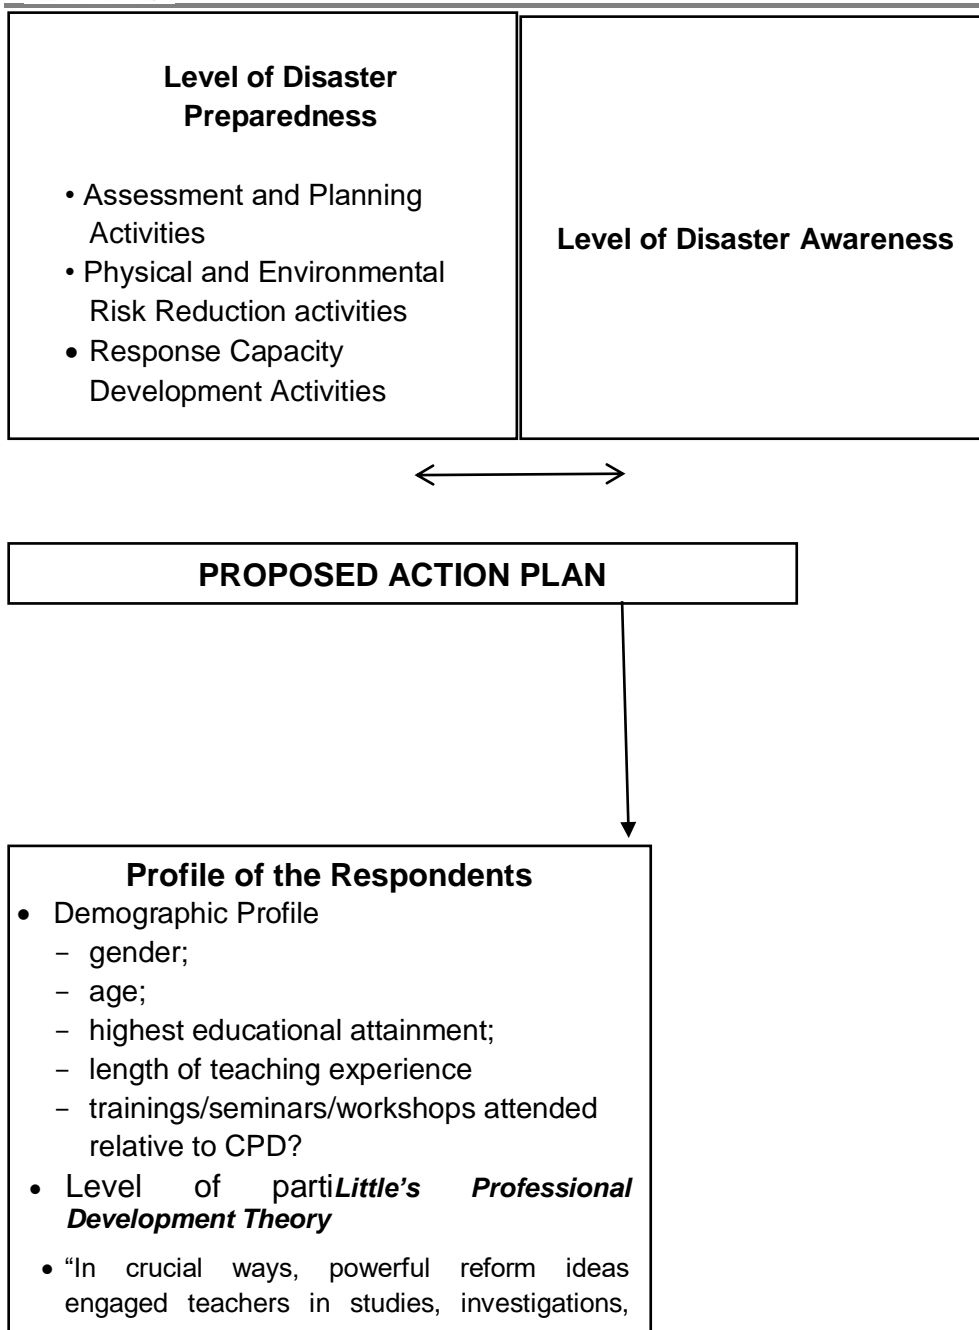 Level of Disaster
Preparedness
• Assessment and Planning
Activities
• Physical and Environmental
Risk Reduction activities
• Response Capacity
Development Activities
Level of Disaster Awareness
PROPOSED ACTION PLAN
Profile of the Respondents
• Demographic Profile
- gender;
- age;
- highest educational attainment;
- length of teaching experience
- trainings/seminars/workshops attended
relative to CPD?
• Level of partiLittle's Professional
Development Theory
• “In crucial ways, powerful reform ideas
engaged teachers in studies, investigations,